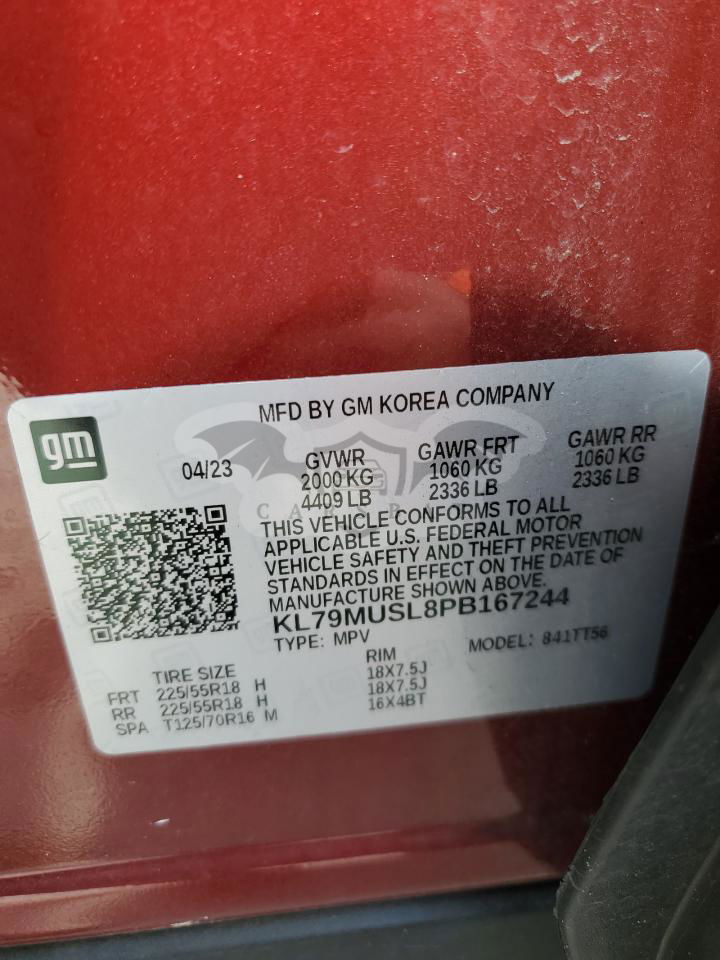 MFD BY GM KOREA COMPANY
gm
04/23
GVWR GAWR FRT GAWR RR
2000 KG 1060 KG 1060 KG
4409 LB 2336 LB 2336 LB
THIS VEHICLE CONFORMS TO ALL
APPLICABLE U.S. FEDERAL MOTOR
VEHICLE SAFETY AND THEFT PREVENTION
STANDARDS IN EFFECT ON THE DATE OF
MANUFACTURE SHOWN ABOVE.
KL79MUSL8PB167244
TYPE: MPV MODEL: 841TT56
TIRE SIZE RIM
FRT 225/55R18 H 18X7.5J
RR 225/55R18 H 18X7.5J
SPA T125/70R16 M 16X4BT